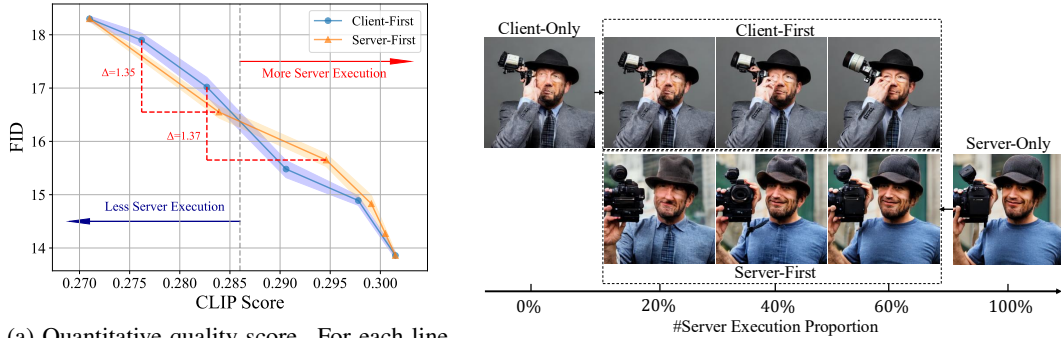 18
17
16
15
14
FID
Client-First
Server-First
More Server Execution
Δ=1.35
Δ=1.37
Less Server Execution
0.270 0.275 0.280 0.285 0.290 0.295 0.300
CLIP Score
(a) Quantitative quality score. For each line
Client-Only
Client-First
Server-Only
Server-First
0% 20% 40% 60% 100%
#Server Execution Proportion